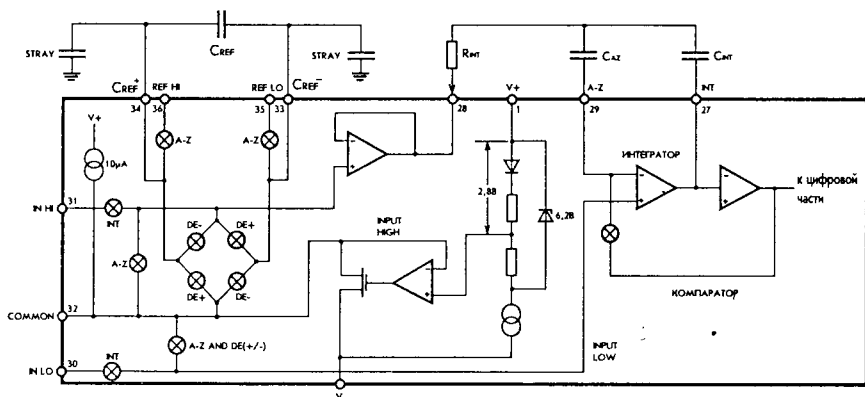 STRAY
CREF
STRAY
RINT
CAZ
CINT
CREF+
REF HI
REF LO
CREF−
V+
A-Z
INT
34
36
35
33
28
1
29
27
V+
10µA
A-Z
A-Z
2,8В
6,2В
ИНТЕГРАТОР
К ЦИФРОВОЙ
ЧАСТИ
КОМПАРАТОР
IN HI
31
INT
DE-
DE+
A-Z
DE+
DE-
INPUT
HIGH
COMMON
32
A-Z AND DE(+/-)
INPUT
LOW
IN LO
30
INT